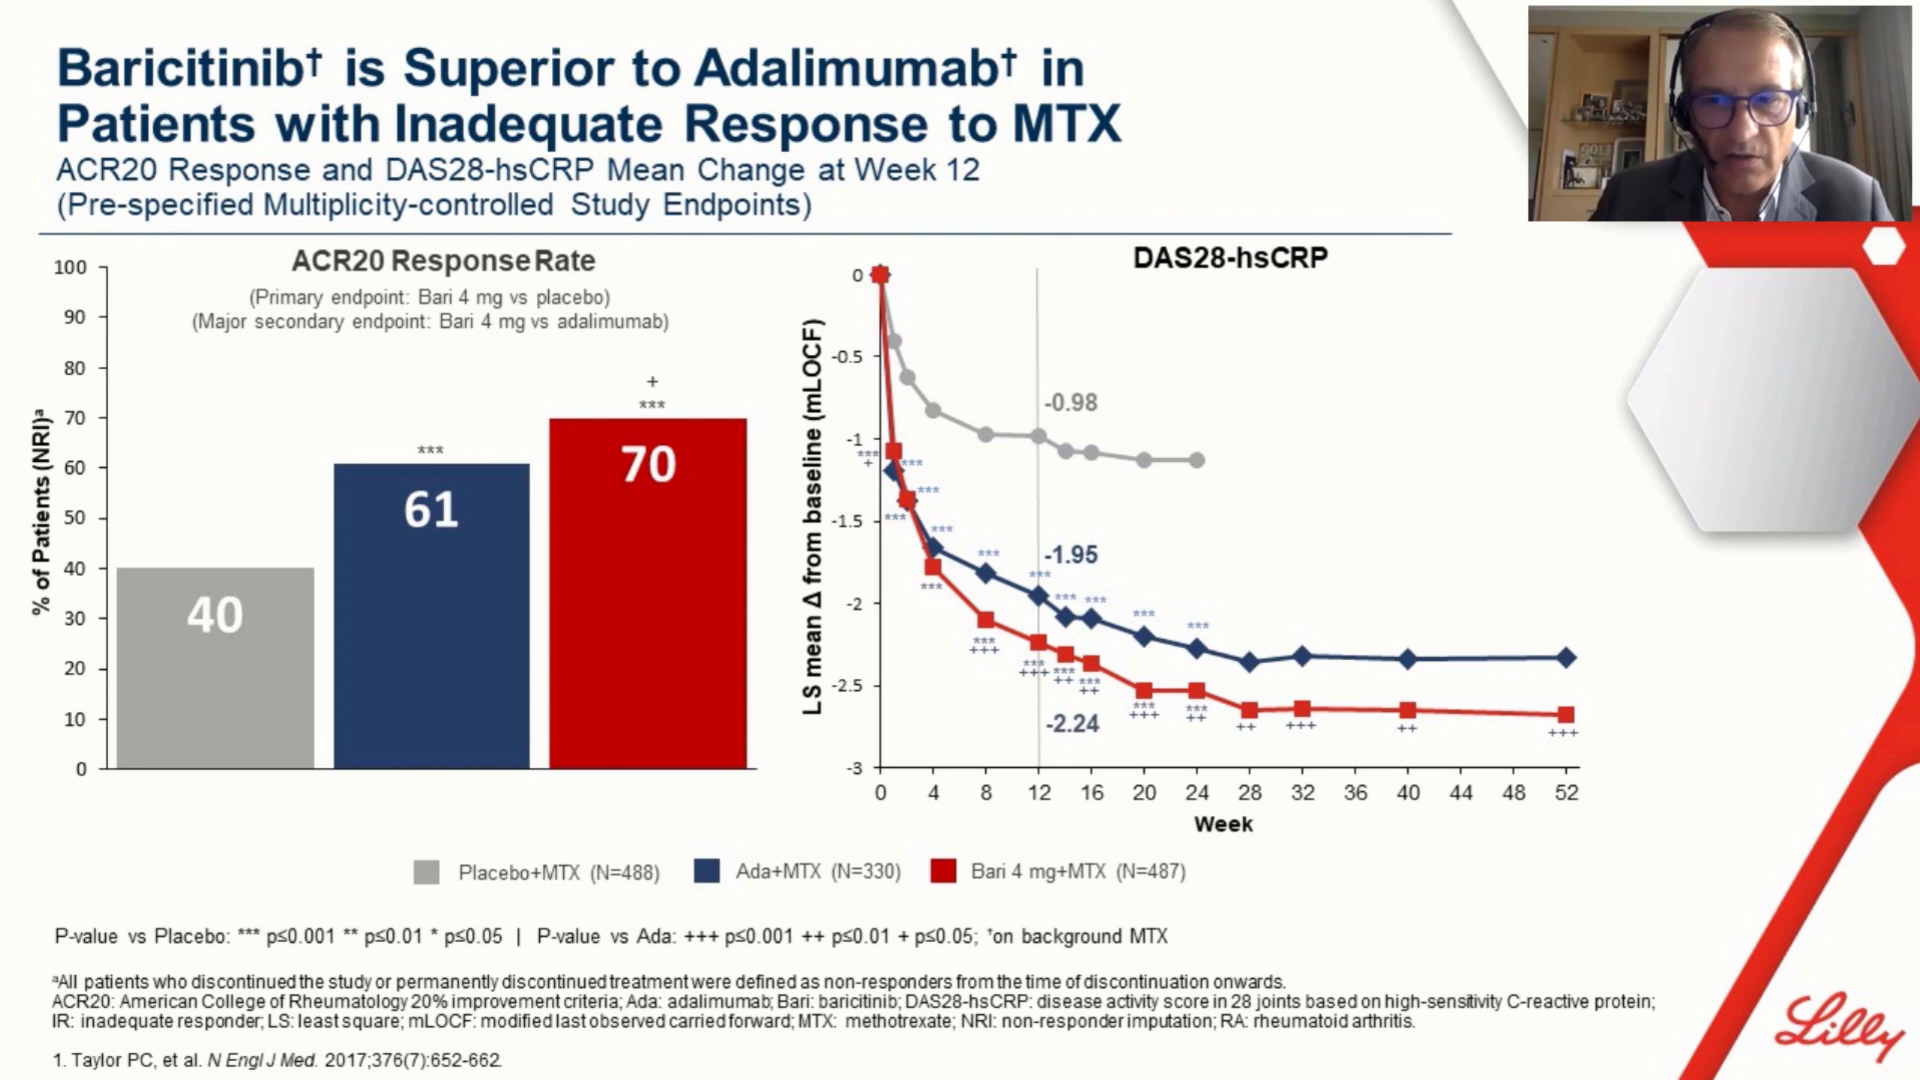 Baricitinib† is Superior to Adalimumab† in
Patients with Inadequate Response to MTX
ACR20 Response and DAS28-hsCRP Mean Change at Week 12
(Pre-specified Multiplicity-controlled Study Endpoints)
ACR20 Response Rate
(Primary endpoint: Bari 4 mg vs placebo)
(Major secondary endpoint: Bari 4 mg vs adalimumab)
% of Patients (NRI)ᵃ
100
90
80
70
60
50
40
30
20
10
0
40
***
61
+
***
70
DAS28-hsCRP
LS mean Δ from baseline (mLOCF)
0
-0.5
-1
-1.5
-2
-2.5
-3
-0.98
-1.95
-2.24
*** *** *** *** *** *** *** *** ***
***
+
***
***
***
+++
***
+++
***
++
***
++
***
+++
***
++
++
+++
++
+++
0 4 8 12 16 20 24 28 32 36 40 44 48 52
Week
Placebo+MTX (N=488) Ada+MTX (N=330) Bari 4 mg+MTX (N=487)
P-value vs Placebo: *** p≤0.001 ** p≤0.01 * p≤0.05 | P-value vs Ada: +++ p≤0.001 ++ p≤0.01 + p≤0.05; †on background MTX
ᵃAll patients who discontinued the study or permanently discontinued treatment were defined as non-responders from the time of discontinuation onwards.
ACR20: American College of Rheumatology 20% improvement criteria; Ada: adalimumab; Bari: baricitinib; DAS28-hsCRP: disease activity score in 28 joints based on high-sensitivity C-reactive protein;
IR: inadequate responder; LS: least square; mLOCF: modified last observed carried forward; MTX: methotrexate; NRI: non-responder imputation; RA: rheumatoid arthritis.
1. Taylor PC, et al. N Engl J Med. 2017;376(7):652-662.
Lilly